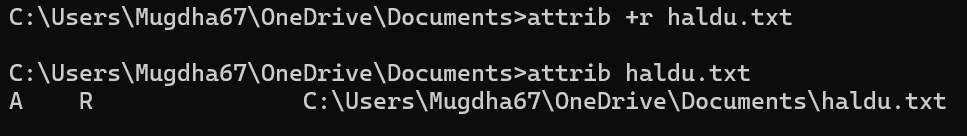 C:\Users\Mugdha67\OneDrive\Documents>attrib +r haldu.txt
C:\Users\Mugdha67\OneDrive\Documents>attrib haldu.txt
A    R               C:\Users\Mugdha67\OneDrive\Documents\haldu.txt